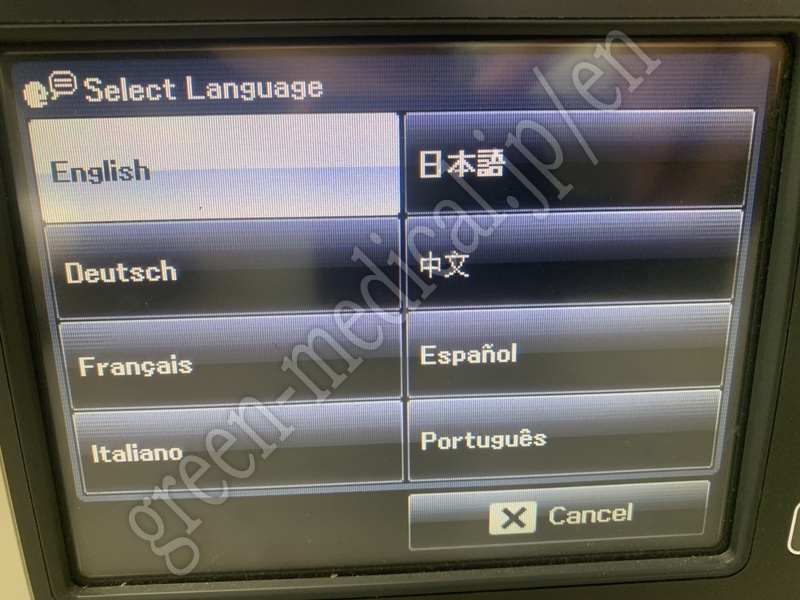 Select Language
English
日本語
Deutsch
中文
Français
Español
Italiano
Português
Cancel
green-medical.jp/en